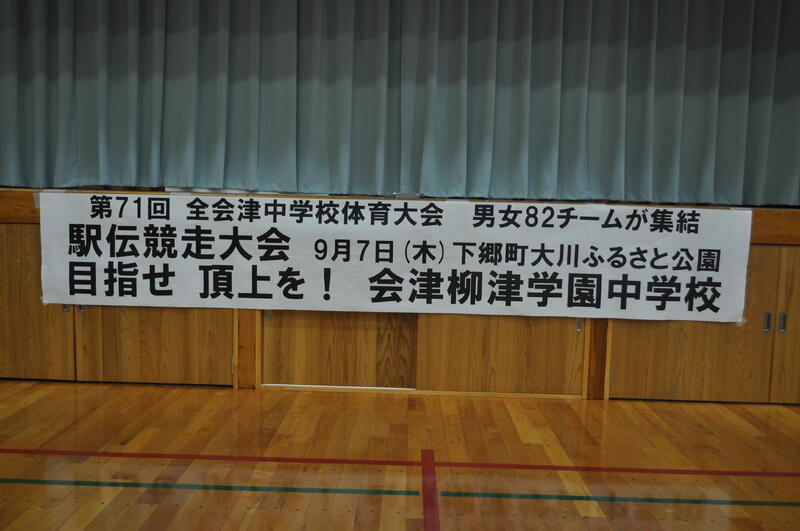 第71回 全会津中学校体育大会 男女82チームが集結
駅伝競走大会 9月7日(木)下郷町大川ふるさと公園
目指せ 頂上を! 会津柳津学園中学校